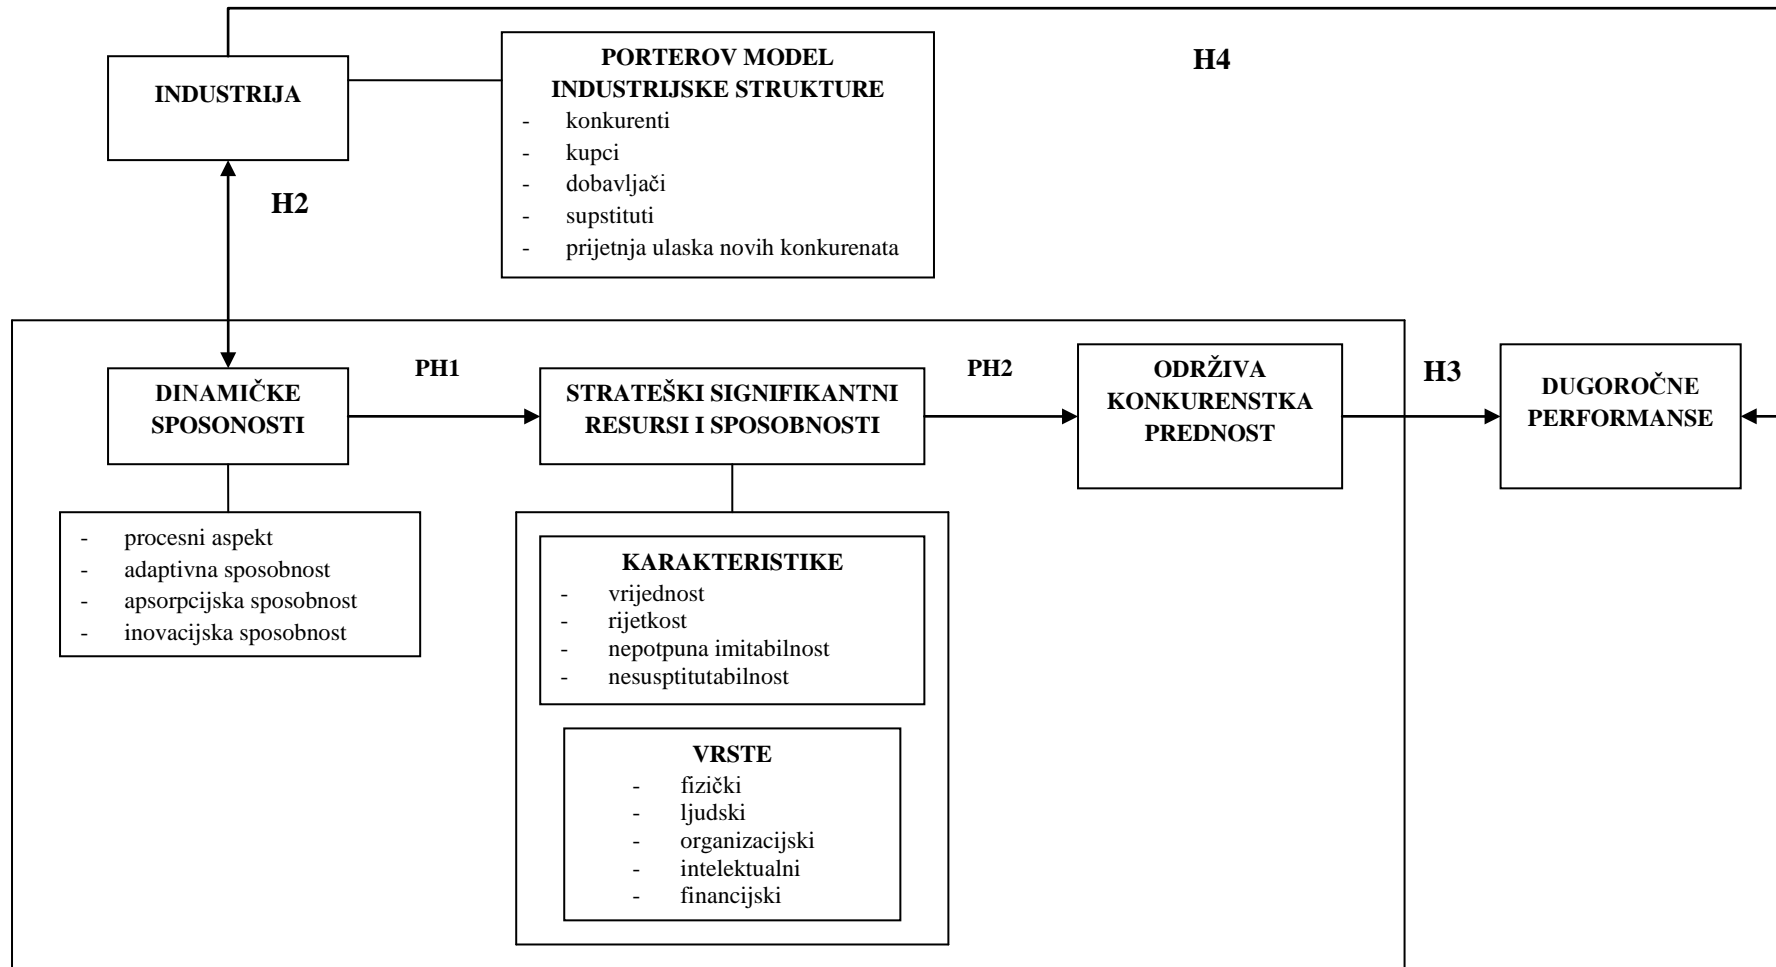 INDUSTRIJA
PORTEROV MODEL
INDUSTRIJSKE STRUKTURE
- konkurenti
- kupci
- dobavljači
- supstituti
- prijetnja ulaska novih konkurenata
H4
H2
DINAMIČKE
SPOSONOSTI
PH1
STRATEŠKI SIGNIFIKANTNI
RESURSI I SPOSOBNOSTI
PH2
ODRŽIVA
KONKURENSTKA
PREDNOST
H3
DUGOROČNE
PERFORMANSE
- procesni aspekt
- adaptivna sposobnost
- apsorpcijska sposobnost
- inovacijska sposobnost
KARAKTERISTIKE
- vrijednost
- rijetkost
- nepotpuna imitabilnost
- nesusptitutabilnost
VRSTE
- fizički
- ljudski
- organizacijski
- intelektualni
- financijski